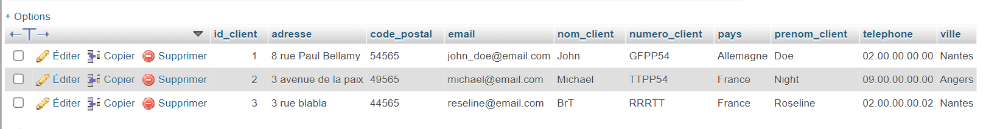 + Options
id_client adresse code_postal email nom_client numero_client pays prenom_client telephone ville
Éditer Copier Supprimer 1 8 rue Paul Bellamy 54565 john_doe@email.com John GFPP54 Allemagne Doe 02.00.00.00.00 Nantes
Éditer Copier Supprimer 2 3 avenue de la paix 49565 michael@email.com Michael TTPP54 France Night 09.00.00.00.00 Angers
Éditer Copier Supprimer 3 3 rue blabla 44565 reseline@email.com BrT RRRTT France Roseline 02.00.00.00.02 Nantes